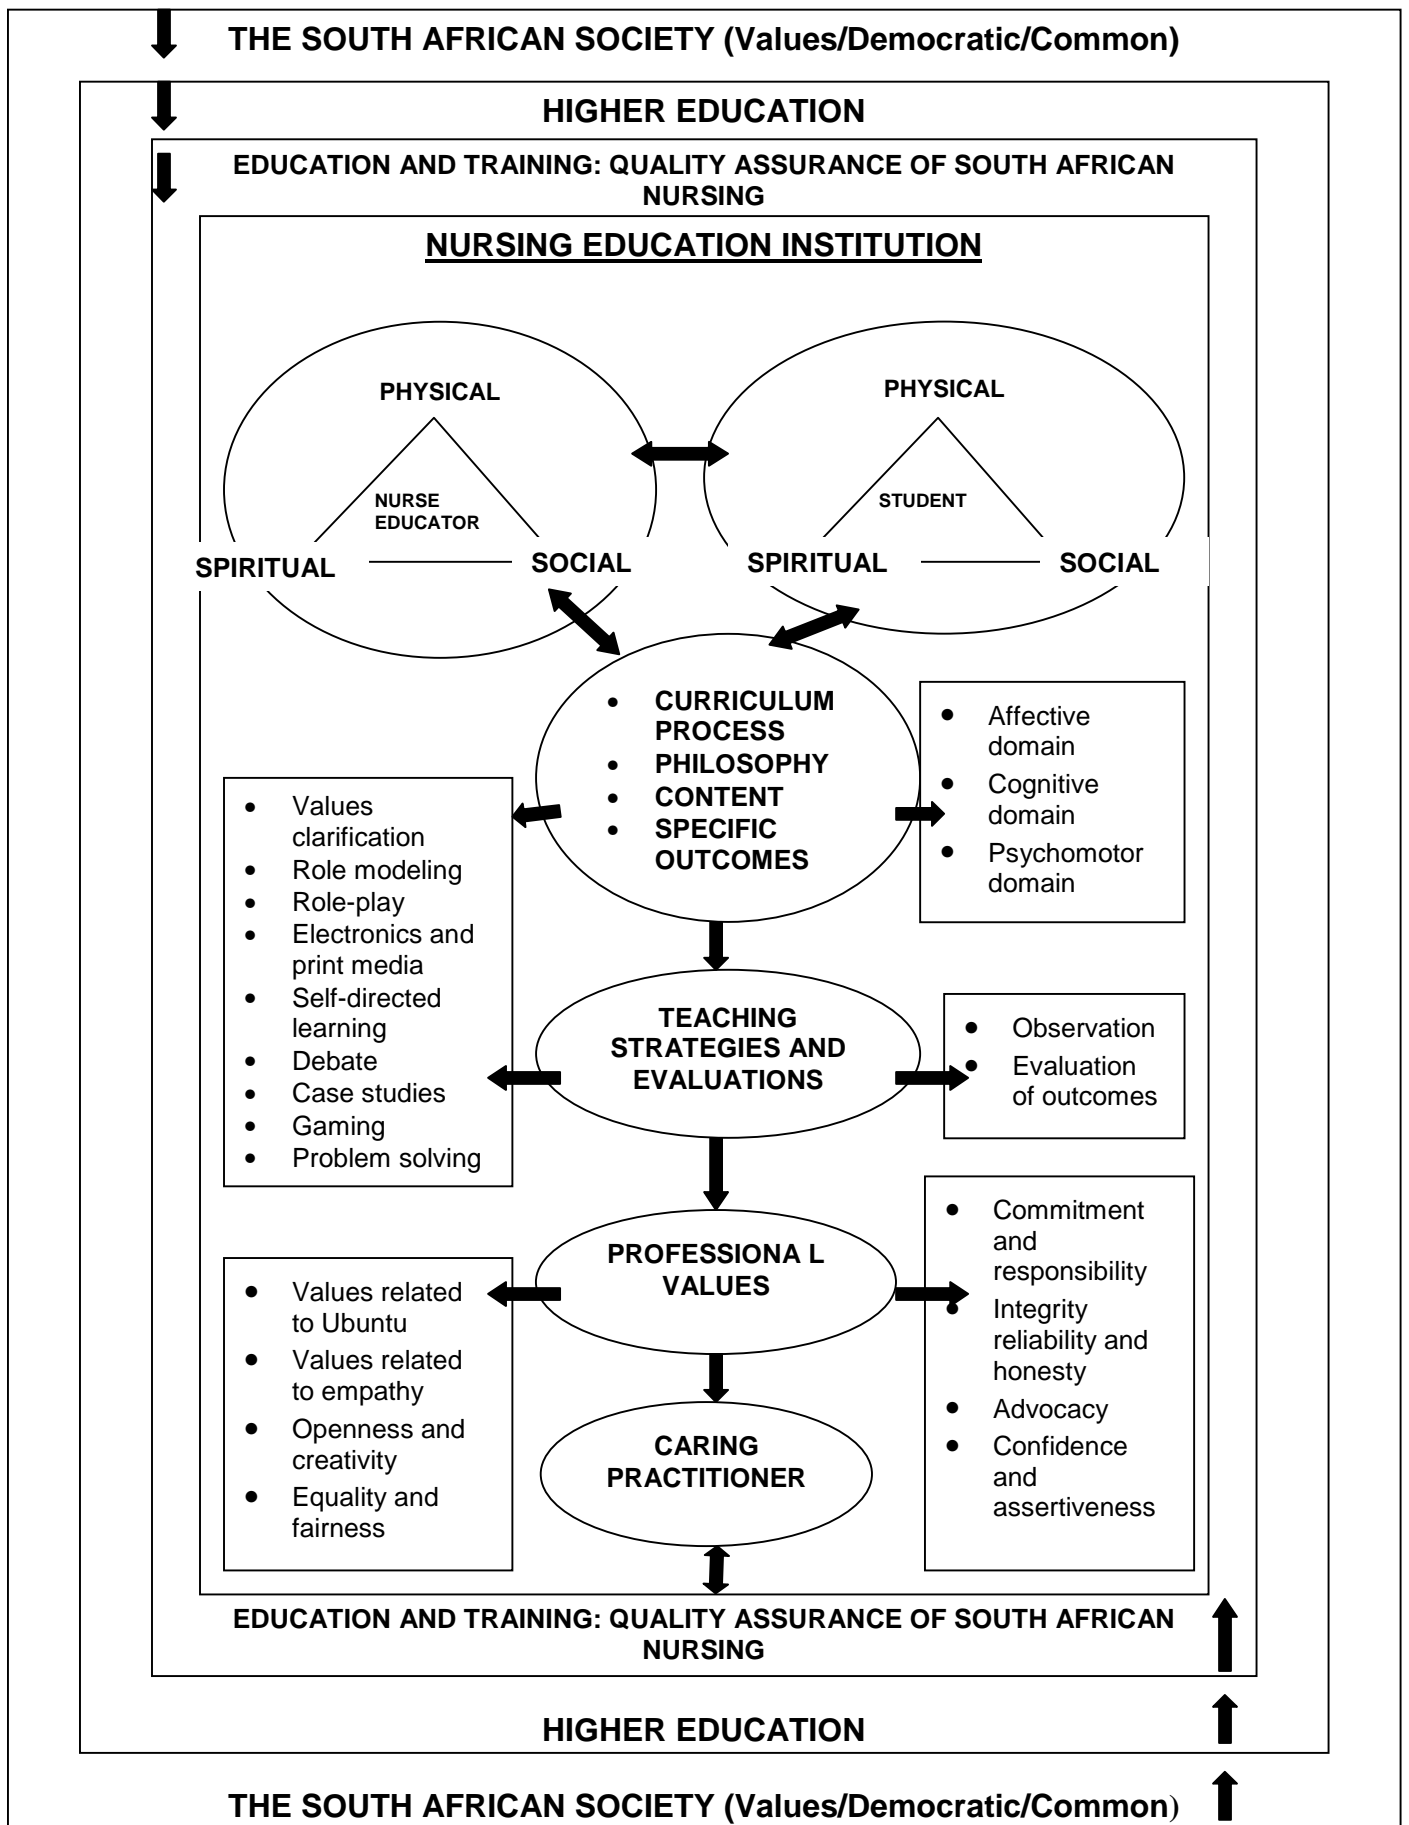 THE SOUTH AFRICAN SOCIETY (Values/Democratic/Common)
HIGHER EDUCATION
EDUCATION AND TRAINING: QUALITY ASSURANCE OF SOUTH AFRICAN
NURSING
NURSING EDUCATION INSTITUTION
PHYSICAL
NURSE
EDUCATOR
SPIRITUAL
SOCIAL
PHYSICAL
STUDENT
SPIRITUAL
SOCIAL
• CURRICULUM
PROCESS
• PHILOSOPHY
• CONTENT
• SPECIFIC
OUTCOMES
• Affective
domain
• Cognitive
domain
• Psychomotor
domain
• Values
clarification
• Role modeling
• Role-play
• Electronics and
print media
• Self-directed
learning
• Debate
• Case studies
• Gaming
• Problem solving
TEACHING
STRATEGIES AND
EVALUATIONS
• Observation
• Evaluation
of outcomes
PROFESSIONA L
VALUES
• Values related
to Ubuntu
• Values related
to empathy
• Openness and
creativity
• Equality and
fairness
• Commitment
and
responsibility
• Integrity
reliability and
honesty
• Advocacy
• Confidence
and
assertiveness
CARING
PRACTITIONER
EDUCATION AND TRAINING: QUALITY ASSURANCE OF SOUTH AFRICAN
NURSING
HIGHER EDUCATION
THE SOUTH AFRICAN SOCIETY (Values/Democratic/Common)